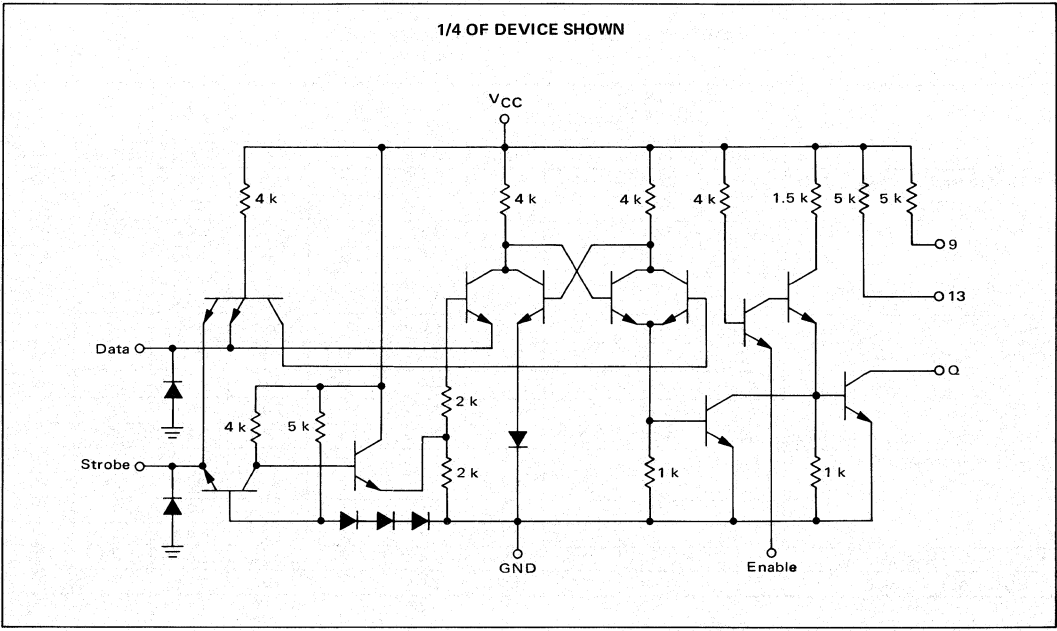 1/4 OF DEVICE SHOWN
VCC
4 k
4 k
4 k
4 k
1.5 k
5 k
5 k
9
13
Data
Q
2 k
4 k
5 k
Strobe
2 k
1 k
1 k
GND
Enable